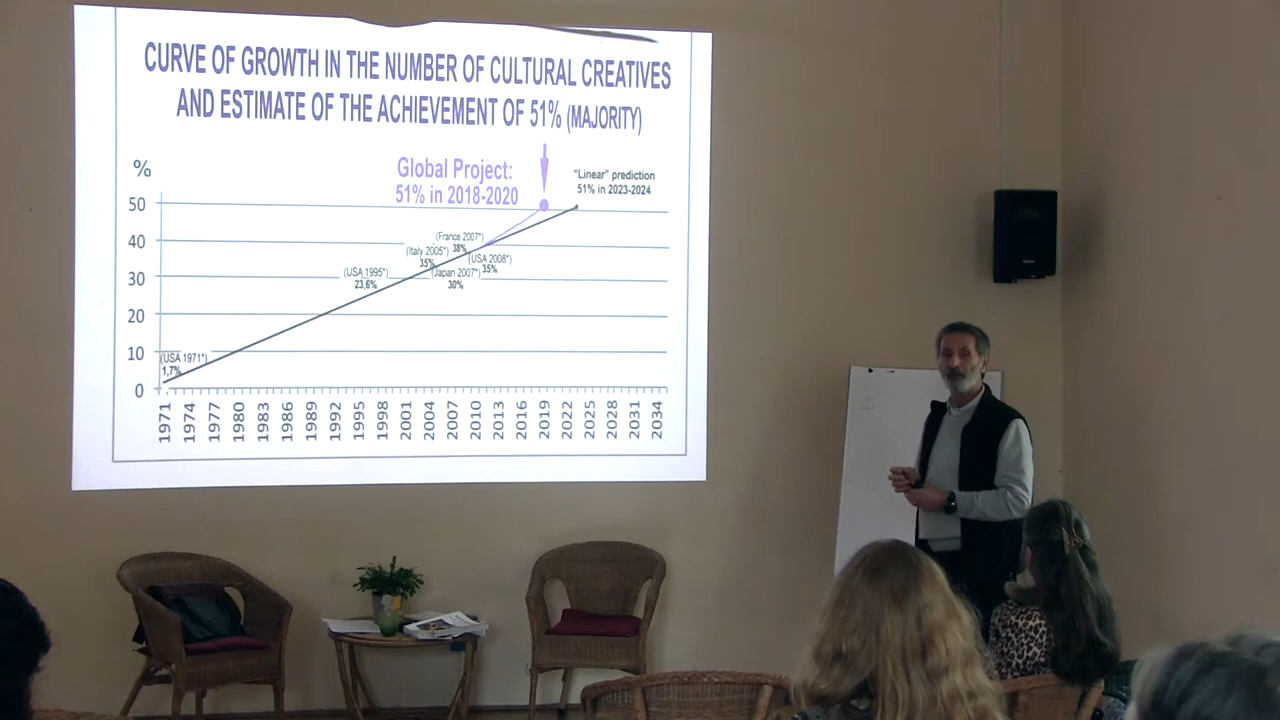 CURVE OF GROWTH IN THE NUMBER OF CULTURAL CREATIVES
AND ESTIMATE OF THE ACHIEVEMENT OF 51% (MAJORITY)
%
Global Project:
51% in 2018-2020
"Linear" prediction
51% in 2023-2024
50
40
30
20
10
0
(France 2007*)
38%
(Italy 2005*)
35%
(USA 2008*)
35%
(USA 1995*)
23,6%
(Japan 2007*)
30%
(USA 1971*)
1,7%
1971
1974
1977
1980
1983
1986
1989
1992
1995
1998
2001
2004
2007
2010
2013
2016
2019
2022
2025
2028
2031
2034